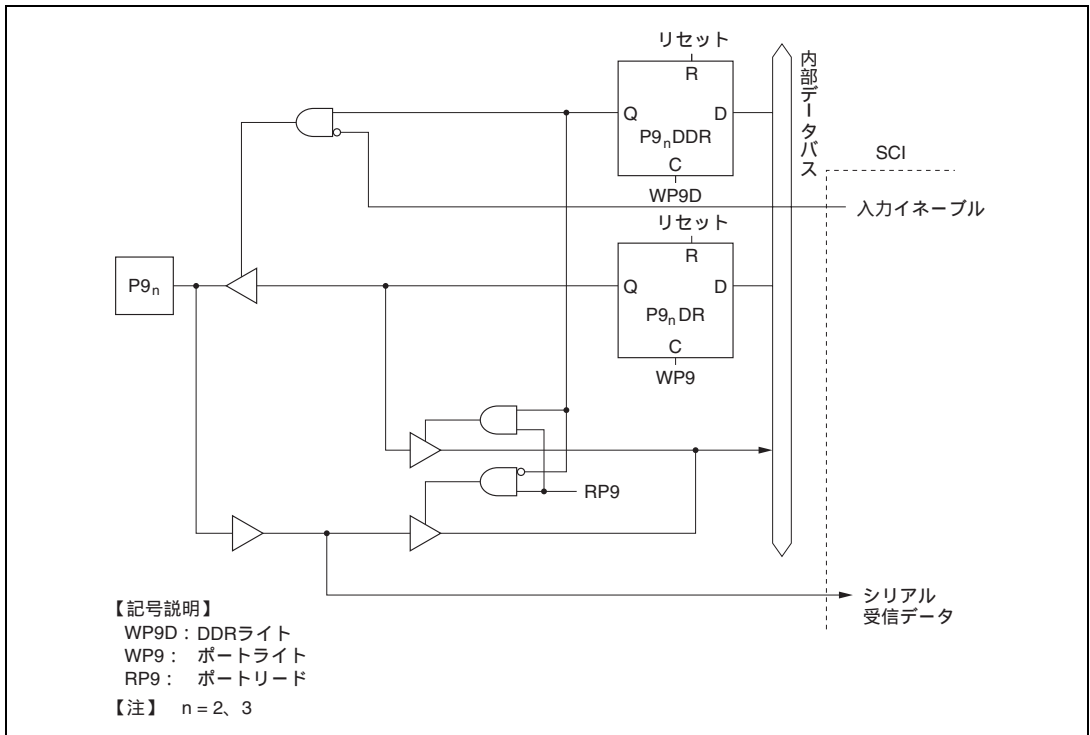 リセット
R
Q D
P9nDDR
C
WP9D
内部データバス
SCI
入力イネーブル
リセット
R
P9n
Q D
P9nDR
C
WP9
RP9
シリアル
受信データ
【記号説明】
WP9D : DDRライト
WP9 : ポートライト
RP9 : ポートリード
【注】 n = 2、3